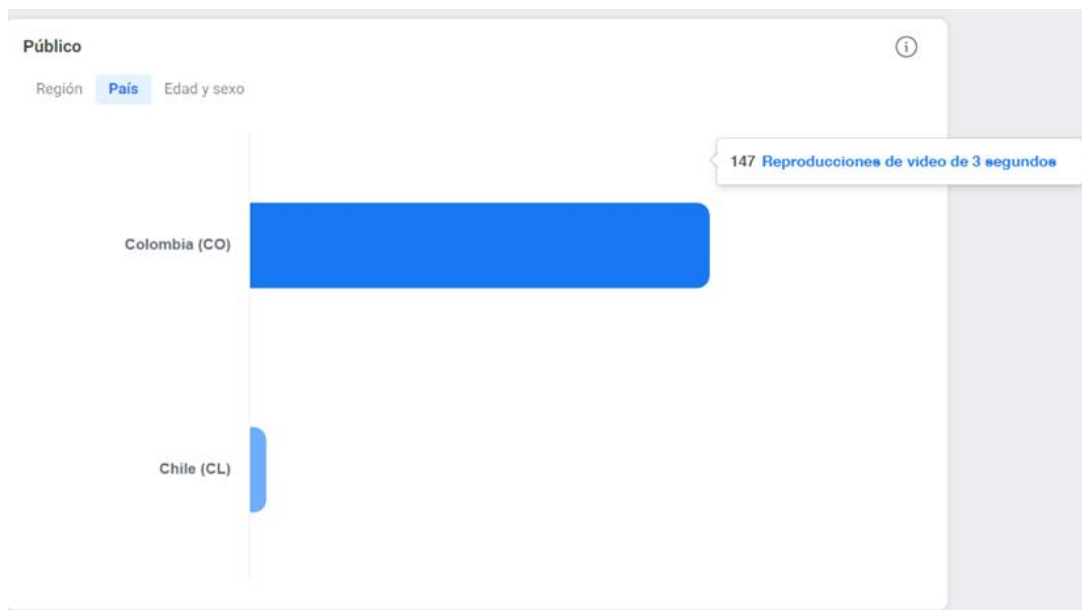 Público
Región País Edad y sexo
147 Reproducciones de video de 3 segundos
Colombia (CO)
Chile (CL)